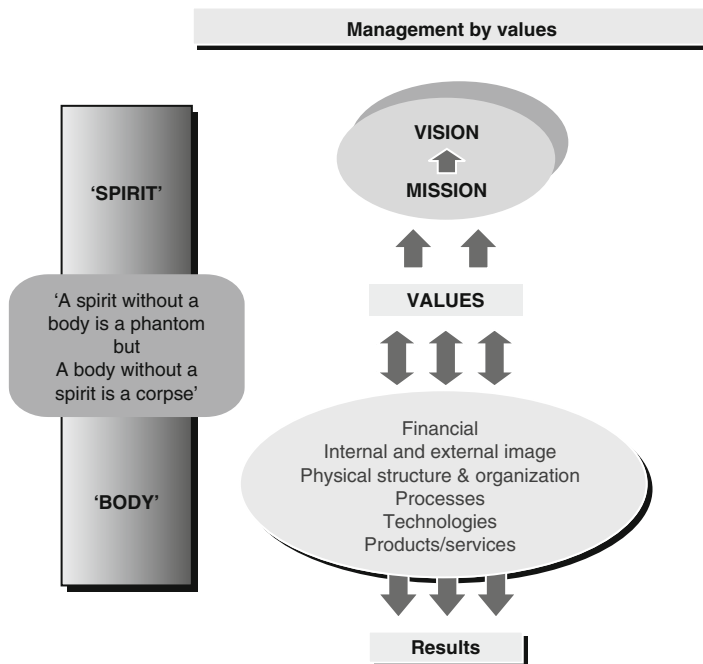 Management by values
VISION
MISSION
'SPIRIT'
VALUES
‘A spirit without a
body is a phantom
but
A body without a
spirit is a corpse’
Financial
Internal and external image
Physical structure & organization
Processes
Technologies
Products/services
'BODY'
Results